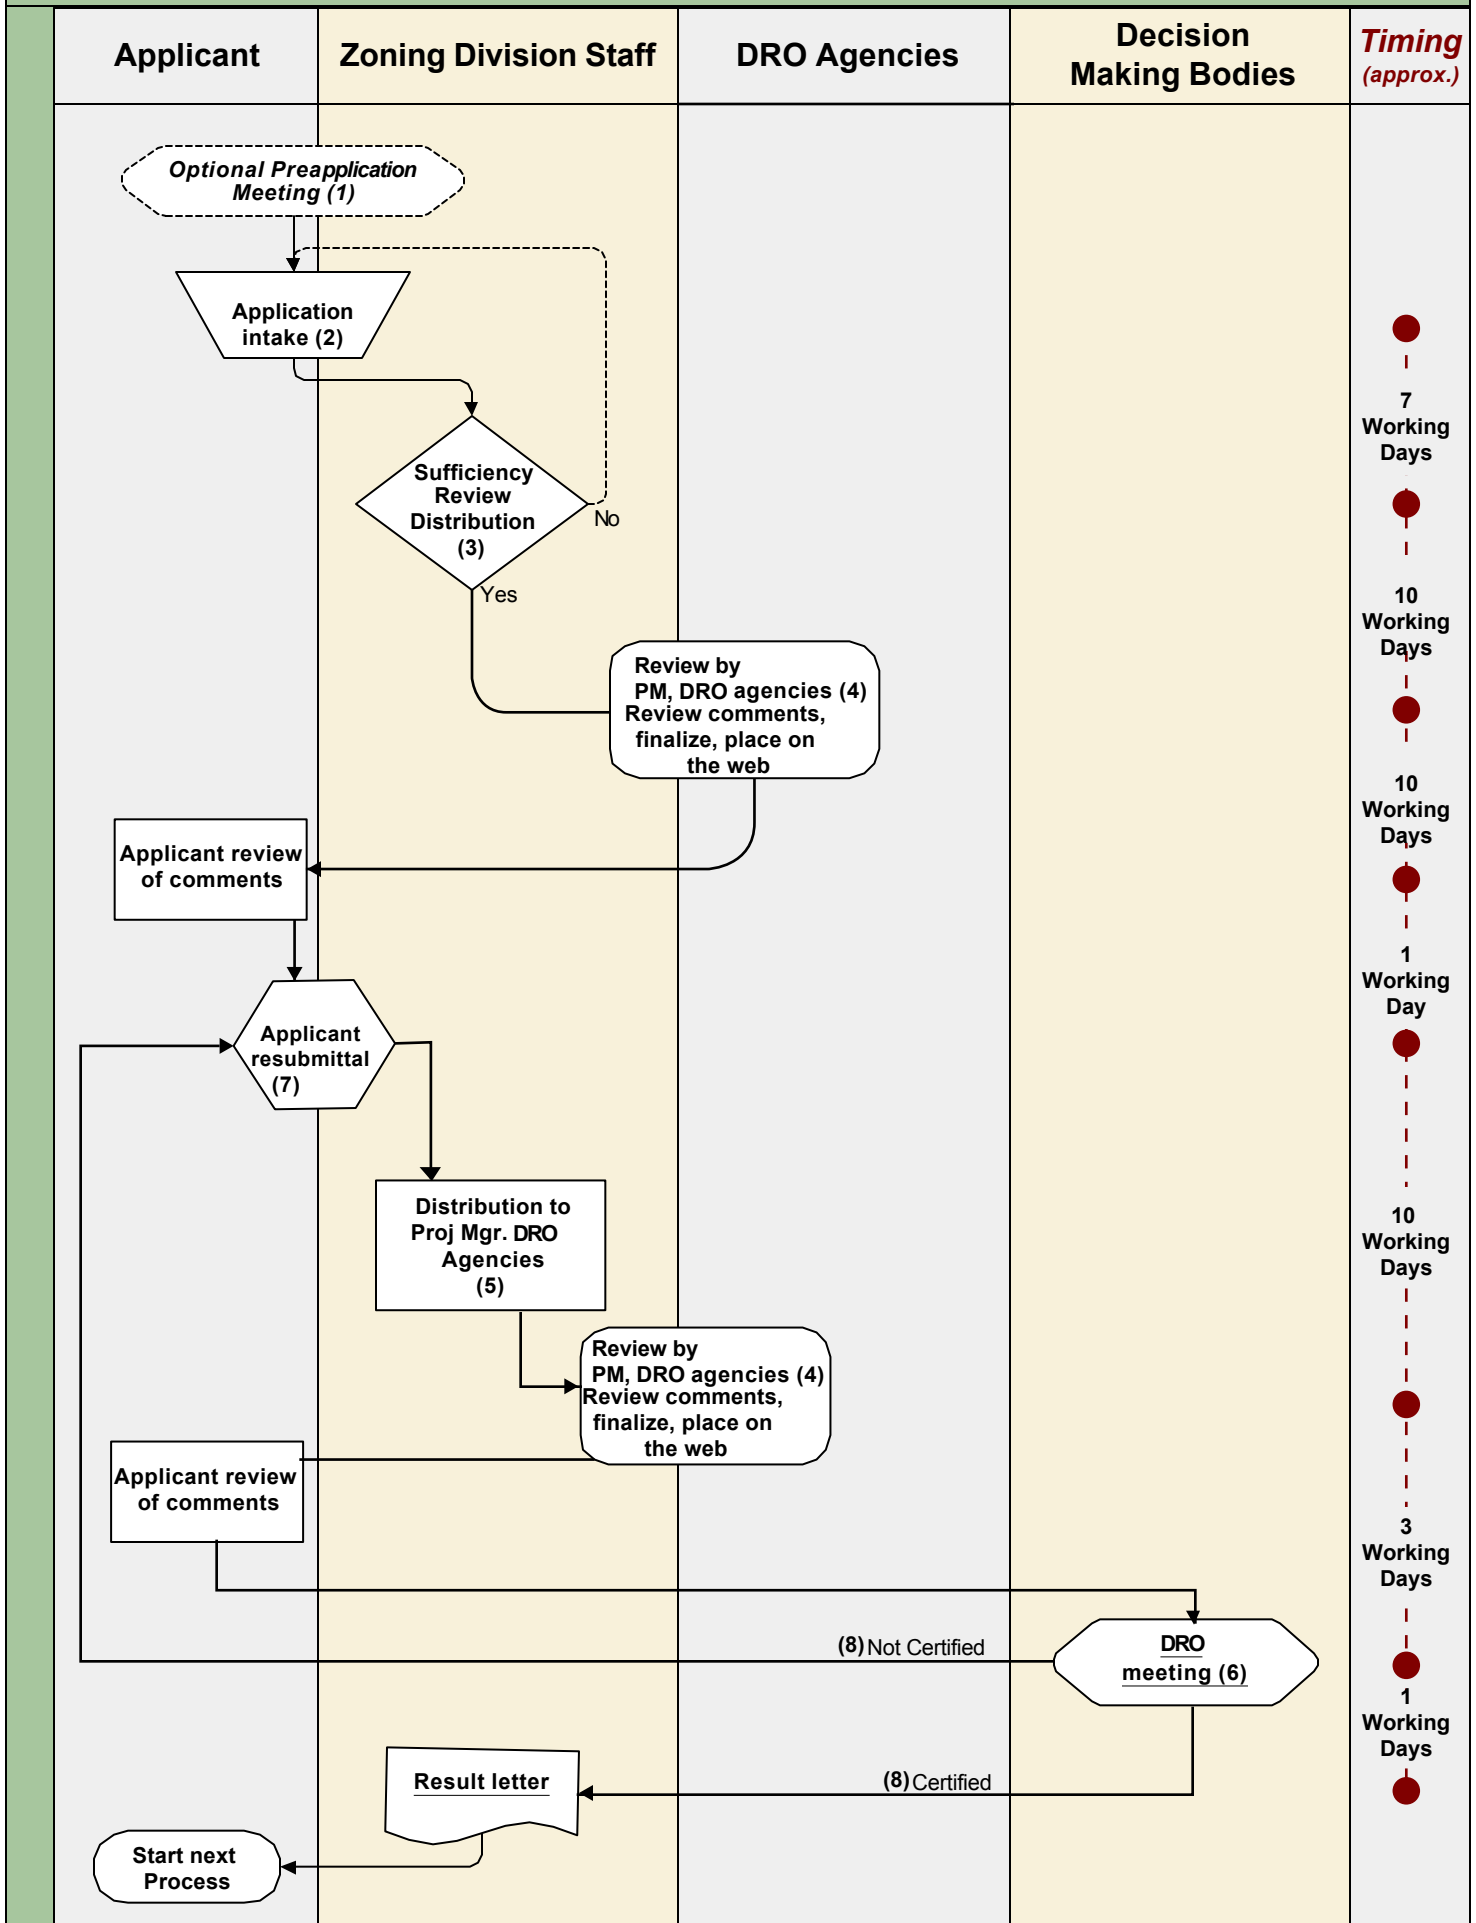 Applicant
Zoning Division Staff
DRO Agencies
Decision
Making Bodies
Timing
(approx.)
Optional Preapplication
Meeting (1)
Application
intake (2)
7
Working
Days
Sufficiency
Review
Distribution
(3)
No
Yes
10
Working
Days
Review by
PM, DRO agencies (4)
Review comments,
finalize, place on
the web
10
Working
Days
Applicant review
of comments
1
Working
Day
Applicant
resubmittal
(7)
Distribution to
Proj Mgr. DRO
Agencies
(5)
10
Working
Days
Review by
PM, DRO agencies (4)
Review comments,
finalize, place on
the web
Applicant review
of comments
3
Working
Days
(8) Not Certified
DRO
meeting (6)
1
Working
Days
Result letter
(8) Certified
Start next
Process